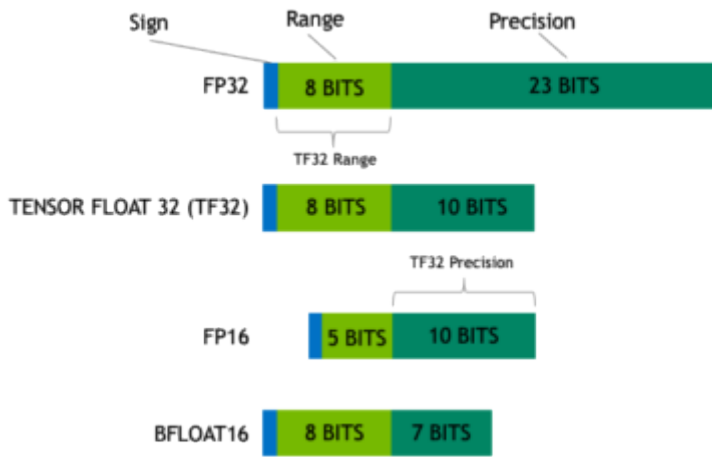 Sign Range Precision
FP32 8 BITS 23 BITS
TF32 Range
TENSOR FLOAT 32 (TF32) 8 BITS 10 BITS
TF32 Precision
FP16 5 BITS 10 BITS
BFLOAT16 8 BITS 7 BITS